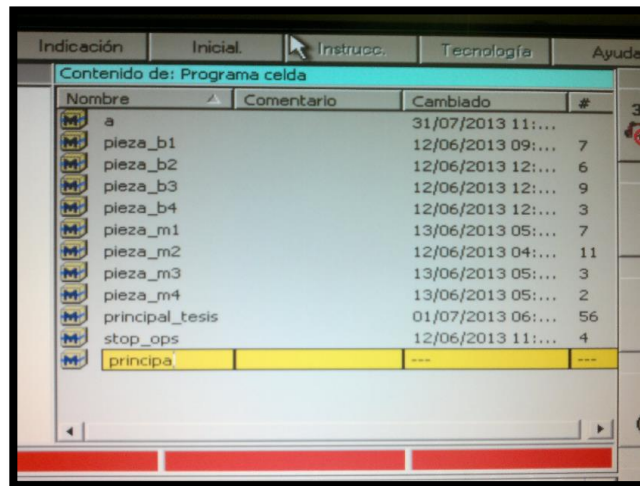 Indicación Inicial. Instrucc. Tecnología Ayuda
Contenido de: Programa celda
Nombre Comentario Cambiado #
a 31/07/2013 11:...
pieza_b1 12/06/2013 09:... 7
pieza_b2 12/06/2013 12:... 6
pieza_b3 12/06/2013 12:... 9
pieza_b4 12/06/2013 12:... 3
pieza_m1 13/06/2013 05:... 7
pieza_m2 12/06/2013 04:... 11
pieza_m3 13/06/2013 05:... 3
pieza_m4 13/06/2013 05:... 2
principal_tesis 01/07/2013 06:... 56
stop_ops 12/06/2013 11:... 4
principa --- ---